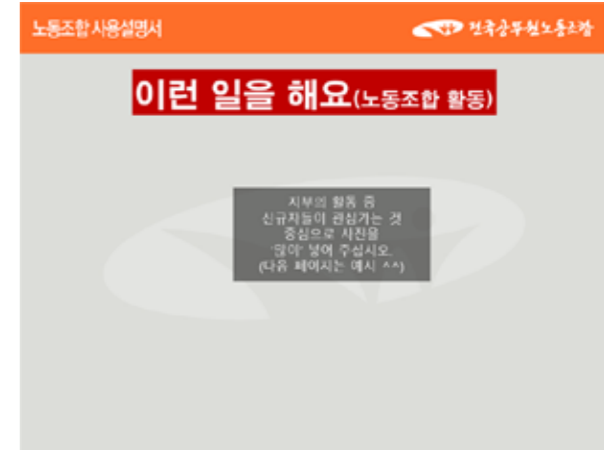 노동조합 사용설명서
전국공무원노동조합
이런 일을 해요(노동조합 활동)
지부의 활동 중
신규자들이 관심가는 것
중심으로 사진을
'많이' 넣어 주십시오.
(다음 페이지는 예시 ^^)